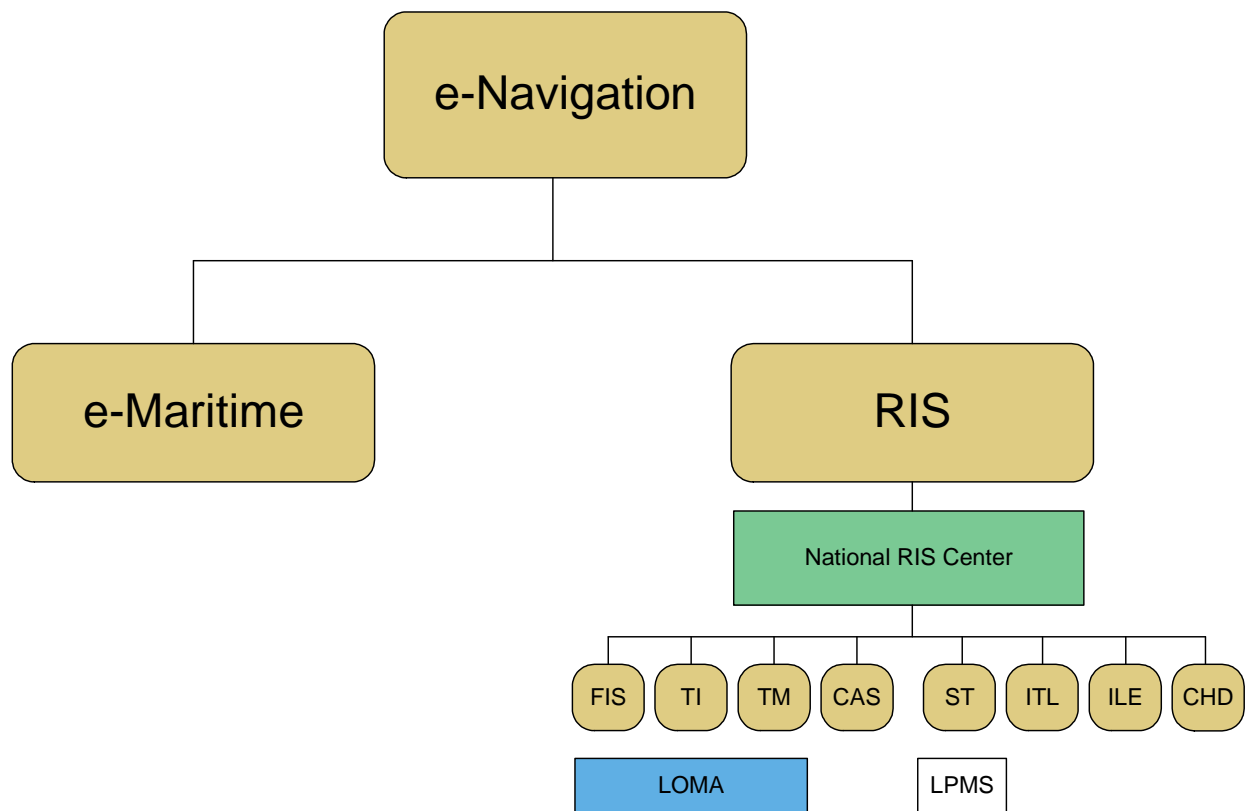 e-Navigation
e-Maritime
RIS
National RIS Center
FIS
TI
TM
CAS
ST
ITL
ILE
CHD
LOMA
LPMS